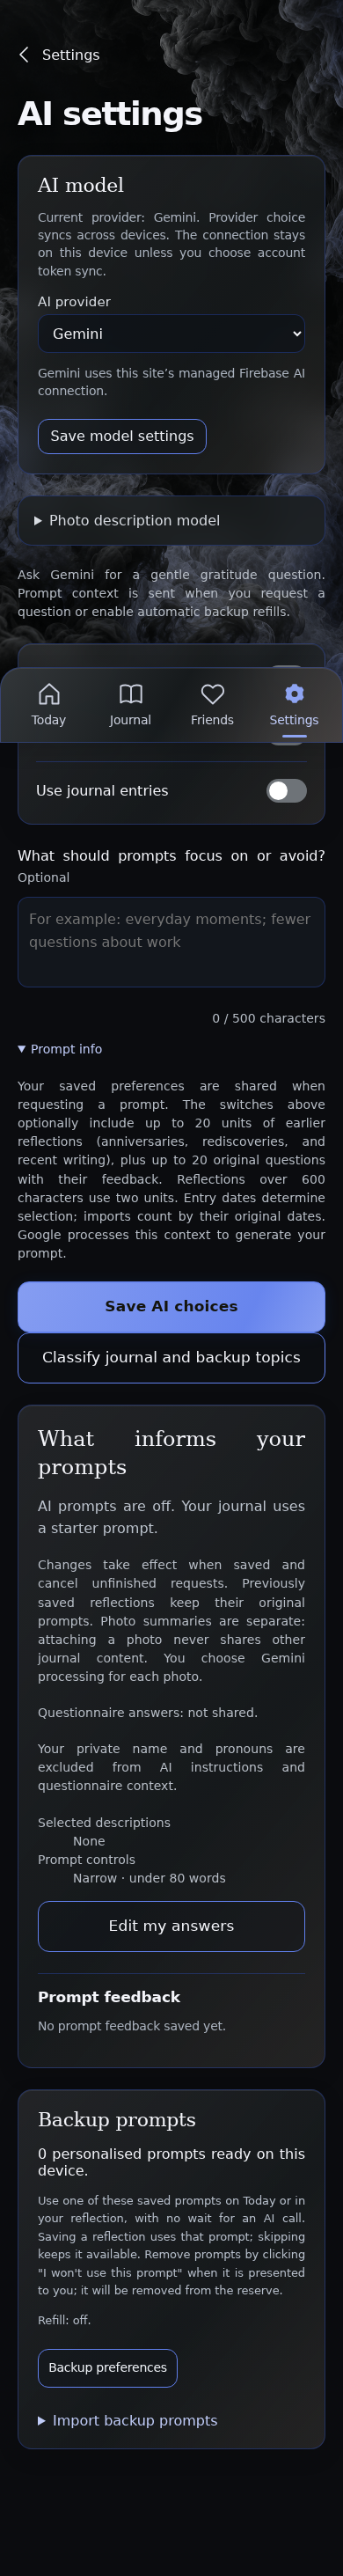 Settings
AI settings
AI model
Current provider: Gemini. Provider choice
syncs across devices. The connection stays
on this device unless you choose account
token sync.
AI provider
Gemini
Gemini uses this site’s managed Firebase AI
connection.
Save model settings
Photo description model
Ask Gemini for a gentle gratitude question.
Prompt context is sent when you request a
question or enable automatic backup refills.
Today
Journal
Friends
Settings
Use journal entries
What should prompts focus on or avoid?
Optional
For example: everyday moments; fewer
questions about work
0 / 500 characters
Prompt info
Your saved preferences are shared when
requesting a prompt. The switches above
optionally include up to 20 units of earlier
reflections (anniversaries, rediscoveries, and
recent writing), plus up to 20 original questions
with their feedback. Reflections over 600
characters use two units. Entry dates determine
selection; imports count by their original dates.
Google processes this context to generate your
prompt.
Save AI choices
Classify journal and backup topics
What informs your
prompts
AI prompts are off. Your journal uses
a starter prompt.
Changes take effect when saved and
cancel unfinished requests. Previously
saved reflections keep their original
prompts. Photo summaries are separate:
attaching a photo never shares other
journal content. You choose Gemini
processing for each photo.
Questionnaire answers: not shared.
Your private name and pronouns are
excluded from AI instructions and
questionnaire context.
Selected descriptions
None
Prompt controls
Narrow · under 80 words
Edit my answers
Prompt feedback
No prompt feedback saved yet.
Backup prompts
0 personalised prompts ready on this
device.
Use one of these saved prompts on Today or in
your reflection, with no wait for an AI call.
Saving a reflection uses that prompt; skipping
keeps it available. Remove prompts by clicking
"I won't use this prompt" when it is presented
to you; it will be removed from the reserve.
Refill: off.
Backup preferences
Import backup prompts